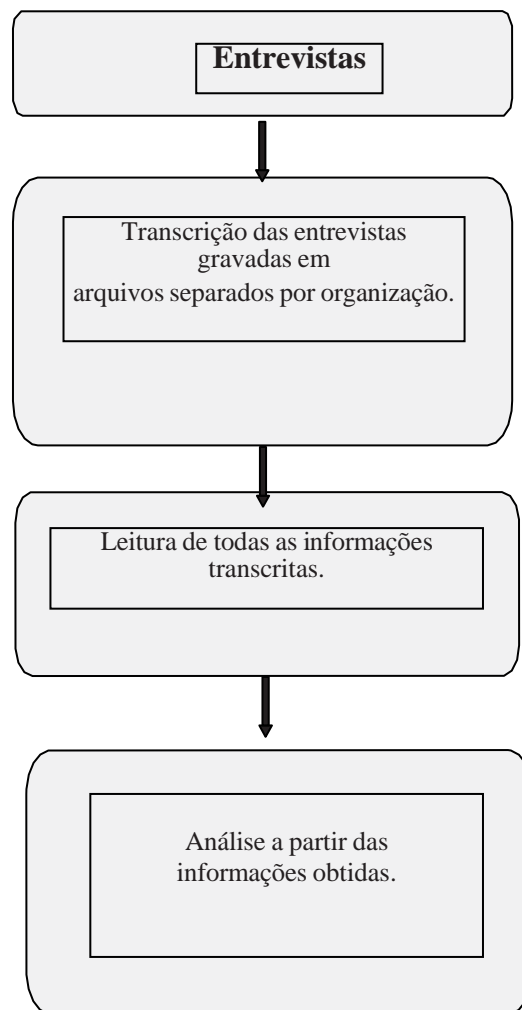 Entrevistas
Transcrição das entrevistas
gravadas em
arquivos separados por organização.
Leitura de todas as informações
transcritas.
Análise a partir das
informações obtidas.